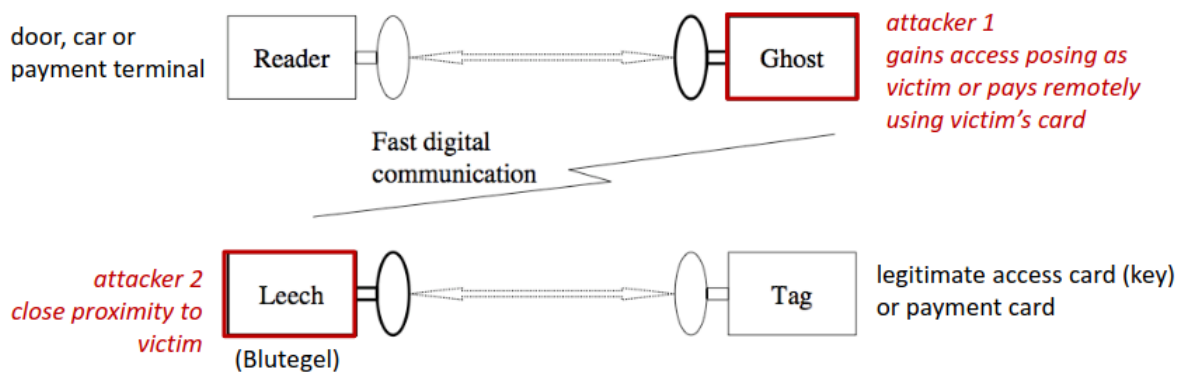 door, car or
payment terminal
Reader
Ghost
attacker 1
gains access posing as
victim or pays remotely
using victim's card
Fast digital
communication
attacker 2
close proximity to
victim
Leech
(Blutegel)
Tag
legitimate access card (key)
or payment card